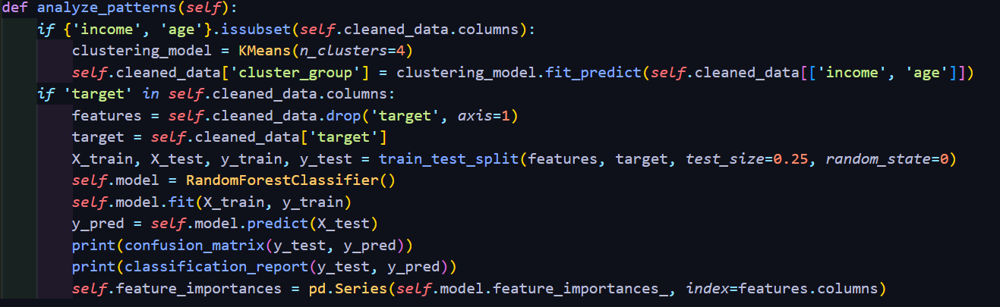 def analyze_patterns(self):
    if {'income', 'age'}.issubset(self.cleaned_data.columns):
        clustering_model = KMeans(n_clusters=4)
        self.cleaned_data['cluster_group'] = clustering_model.fit_predict(self.cleaned_data[['income', 'age']])
    if 'target' in self.cleaned_data.columns:
        features = self.cleaned_data.drop('target', axis=1)
        target = self.cleaned_data['target']
        X_train, X_test, y_train, y_test = train_test_split(features, target, test_size=0.25, random_state=0)
        self.model = RandomForestClassifier()
        self.model.fit(X_train, y_train)
        y_pred = self.model.predict(X_test)
        print(confusion_matrix(y_test, y_pred))
        print(classification_report(y_test, y_pred))
        self.feature_importances = pd.Series(self.model.feature_importances_, index=features.columns)